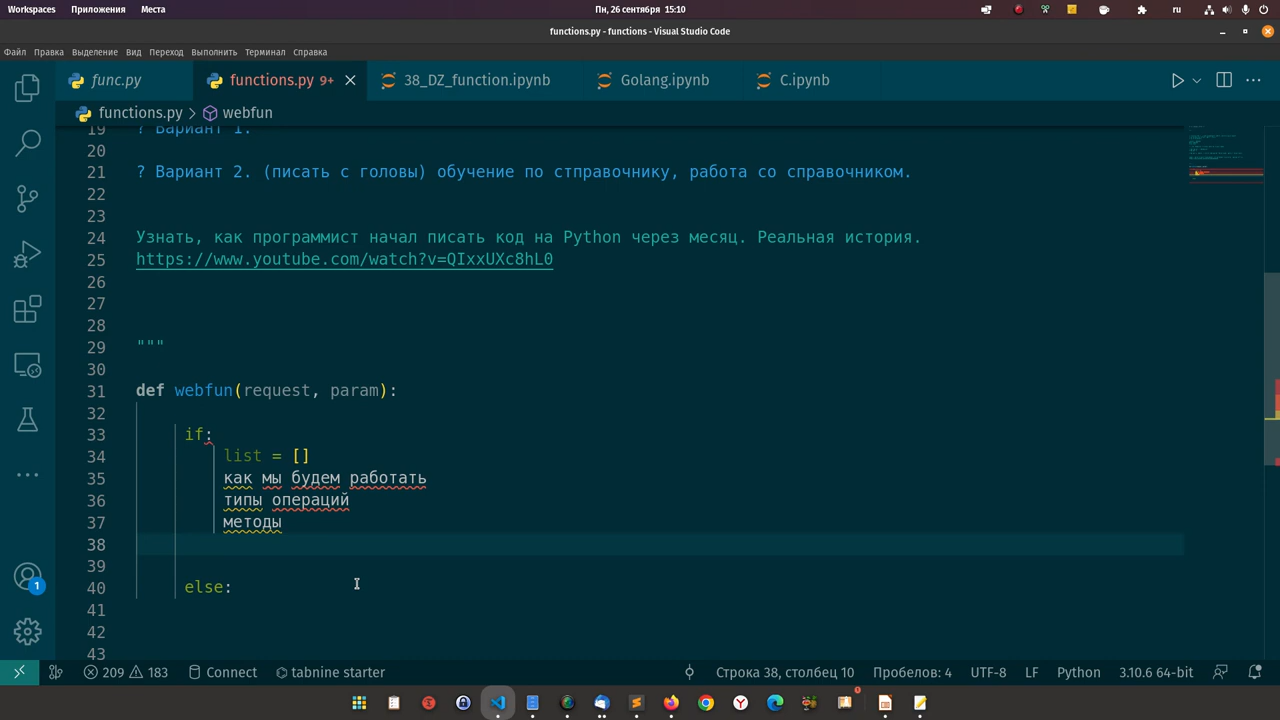 Workspaces Приложения Места Пн, 26 сентября 15:10 ru
functions.py - functions - Visual Studio Code
Файл Правка Выделение Вид Переход Выполнить Терминал Справка
func.py functions.py 9+ 38_DZ_function.ipynb Golang.ipynb C.ipynb
functions.py > webfun
19 ? Вариант 1.
20
21 ? Вариант 2. (писать с головы) обучение по стправочнику, работа со справочником.
22
23
24 Узнать, как программист начал писать код на Python через месяц. Реальная история.
25 https://www.youtube.com/watch?v=QIxxUXc8hL0
26
27
28
29 """
30
31 def webfun(request, param):
32
33 if:
34 list = []
35 как мы будем работать
36 типы операций
37 методы
38
39
40 else:
41
42
43
1
209 183 Connect tabnine starter Строка 38, столбец 10 Пробелов: 4 UTF-8 LF Python 3.10.6 64-bit